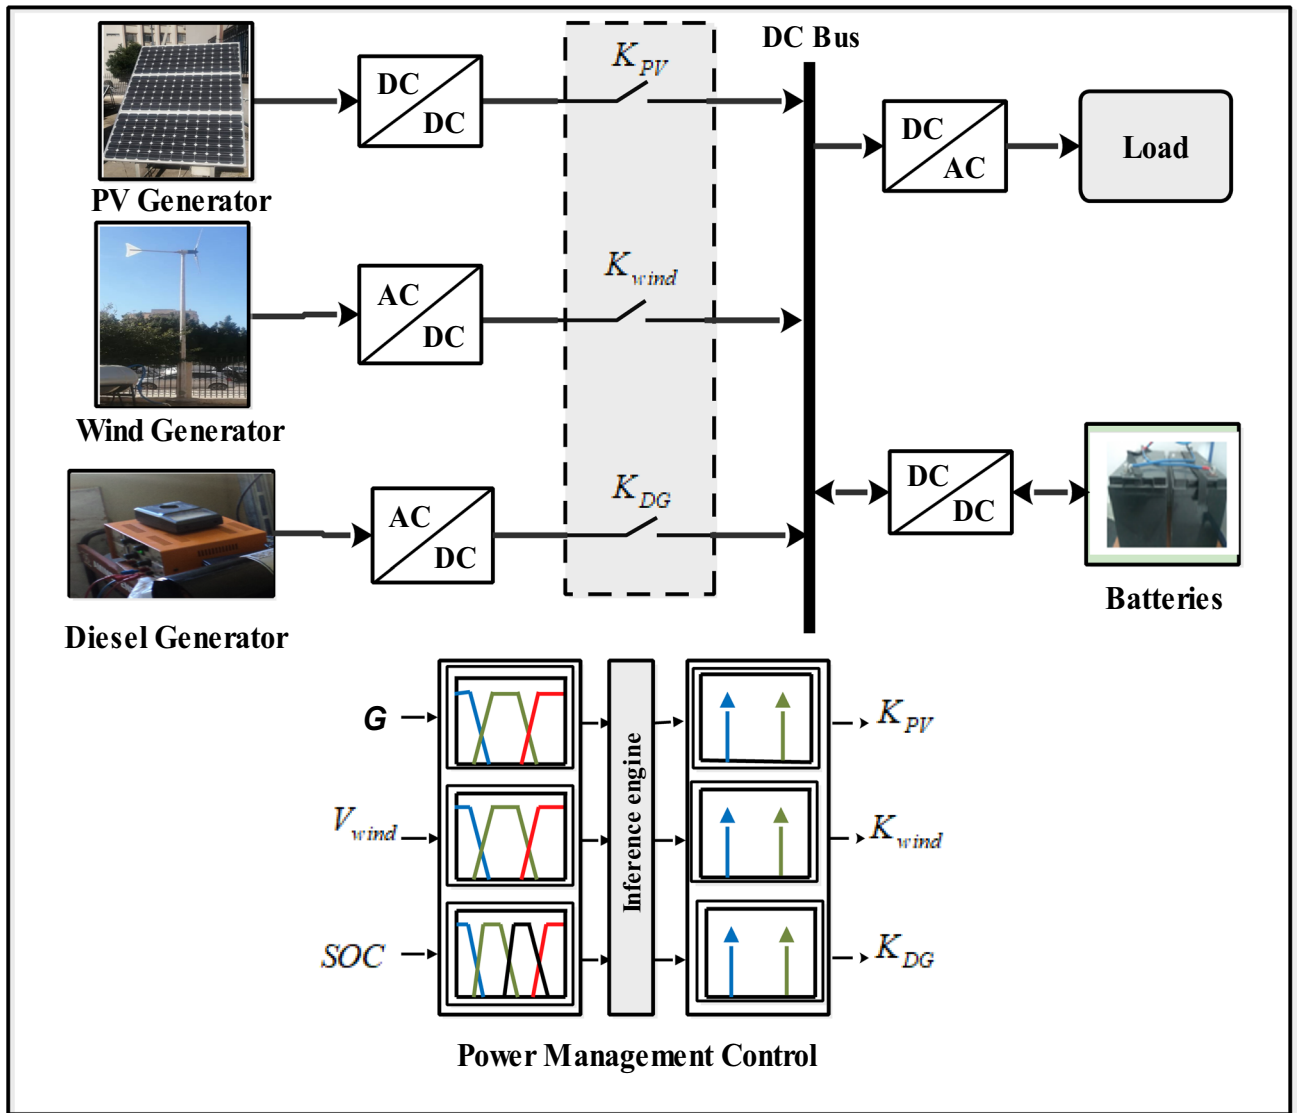 DC Bus
K_PV
DC
DC
DC
AC
Load
PV Generator
K_wind
AC
DC
Wind Generator
K_DG
AC
DC
DC
DC
Batteries
Diesel Generator
G
K_PV
V_wind
Inference engine
K_wind
SOC
K_DG
Power Management Control